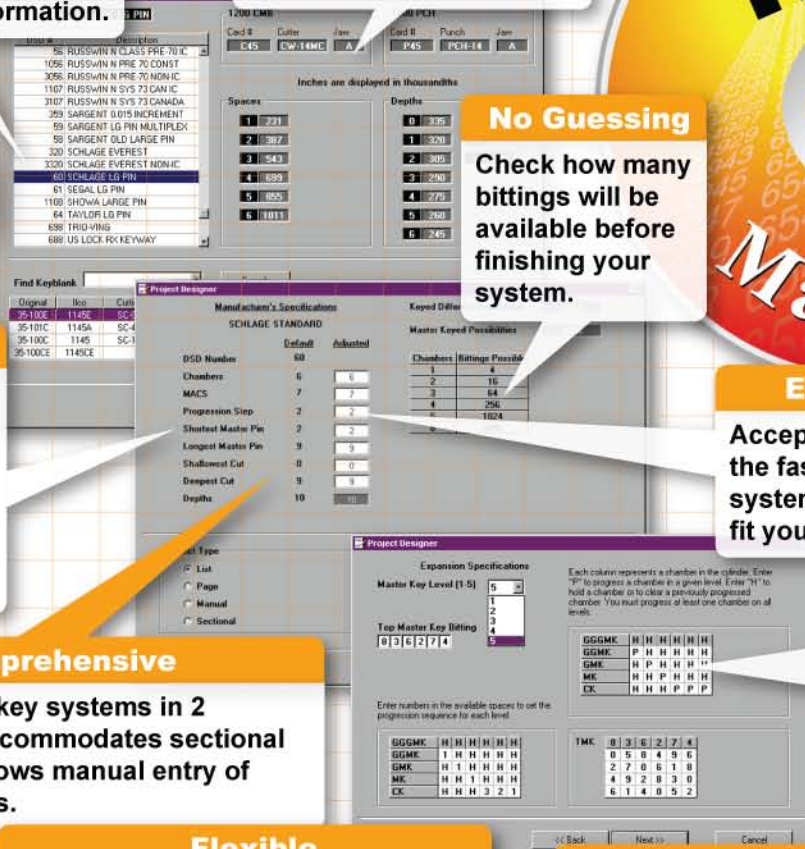 ormation.
PIN
1200 CMB
Card # Cutter Jaw
C45 CW-14MC A
PCH
Card # Punch Jaw
P45 PCH-14 A
Inches are displayed in thousandths
DSD # Description
56 RUSSWIN N CLASS PRE-70 IC
1056 RUSSWIN N PRE 70 CONST
3056 RUSSWIN N PRE-70 NON-IC
1107 RUSSWIN N SYS 73 CAN IC
3107 RUSSWIN N SYS 73 CANADA
359 SARGENT 0.015 INCREMENT
59 SARGENT LG PIN MULTIPLEX
58 SARGENT OLD LARGE PIN
320 SCHLAGE EVEREST
3320 SCHLAGE EVEREST NON-IC
60 SCHLAGE LG PIN
61 SEGAL LG PIN
1108 SHOWA LARGE PIN
64 TAYLOR LG PIN
698 TRIO-VING
688 US LOCK RX KEYWAY
Spaces
1 231
2 387
3 543
4 699
5 855
6 1011
Depths
0 335
1 320
2 305
3 290
4 275
5 260
6 245
No Guessing
Check how many
bittings will be
available before
finishing your
system.
Find Keyblank
Original Ilco
35-100E 1145E
35-101C 1145A
35-100C 1145
35-100CE 1145CE
Project Designer
Manufacturer's Specifications
SCHLAGE STANDARD
Default Adjusted
DSD Number 60
Chambers 6 6
MACS 7 7
Progression Step 2 2
Shortest Master Pin 2 2
Longest Master Pin 9 9
Shallowest Cut 0 0
Deepest Cut 9 9
Depths 10 10
Keyed Diffe
Master Keyed Possibilities
Chambers Bittings Possibl
1 4
2 16
3 64
4 256
5 1024
Ma
E
Accep
the fas
system
fit you
ct Type
List
Page
Manual
Sectional
Project Designer
Expansion Specifications
Master Key Level (1-5) 5
1
2
3
4
5
Top Master Key Bitting
8 3 6 2 7 4
Each column represents a chamber in the cylinder. Enter
"P" to progress a chamber in a given level. Enter "H" to
hold a chamber or to clear a previously progressed
chamber. You must progress at least one chamber on all
levels.
GGGMK H H H H H H
GGMK P H H H H H
GMK H P H H H H
MK H H P H H H
CK H H H P P P
Enter numbers in the available spaces to set the
progression sequence for each level.
GGGMK H H H H H H
GGMK 1 H H H H H
GMK H 1 H H H H
MK H H 1 H H H
CK H H H 3 2 1
TMK 8 3 6 2 7 4
0 5 8 4 9 6
2 7 0 6 1 8
4 9 2 8 3 0
6 1 4 0 5 2
<< Back Next >> Cancel
prehensive
key systems in 2
ccommodates sectional
lows manual entry of
s.
Flexible